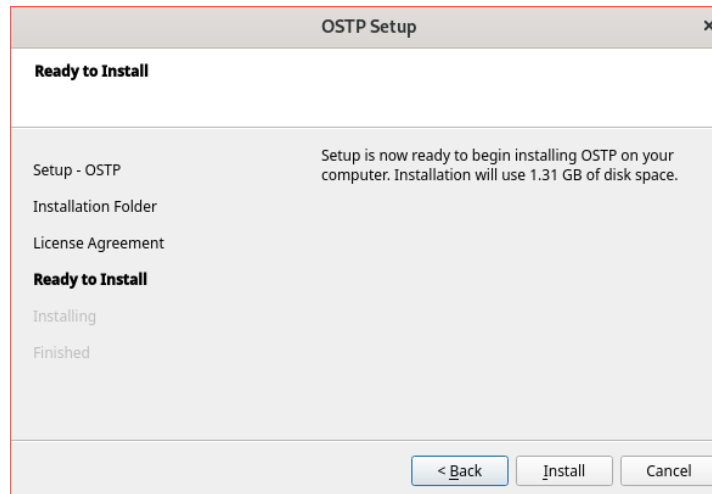 OSTP Setup
Ready to Install
Setup - OSTP
Installation Folder
License Agreement
Ready to Install
Installing
Finished
Setup is now ready to begin installing OSTP on your
computer. Installation will use 1.31 GB of disk space.
< Back
Install
Cancel